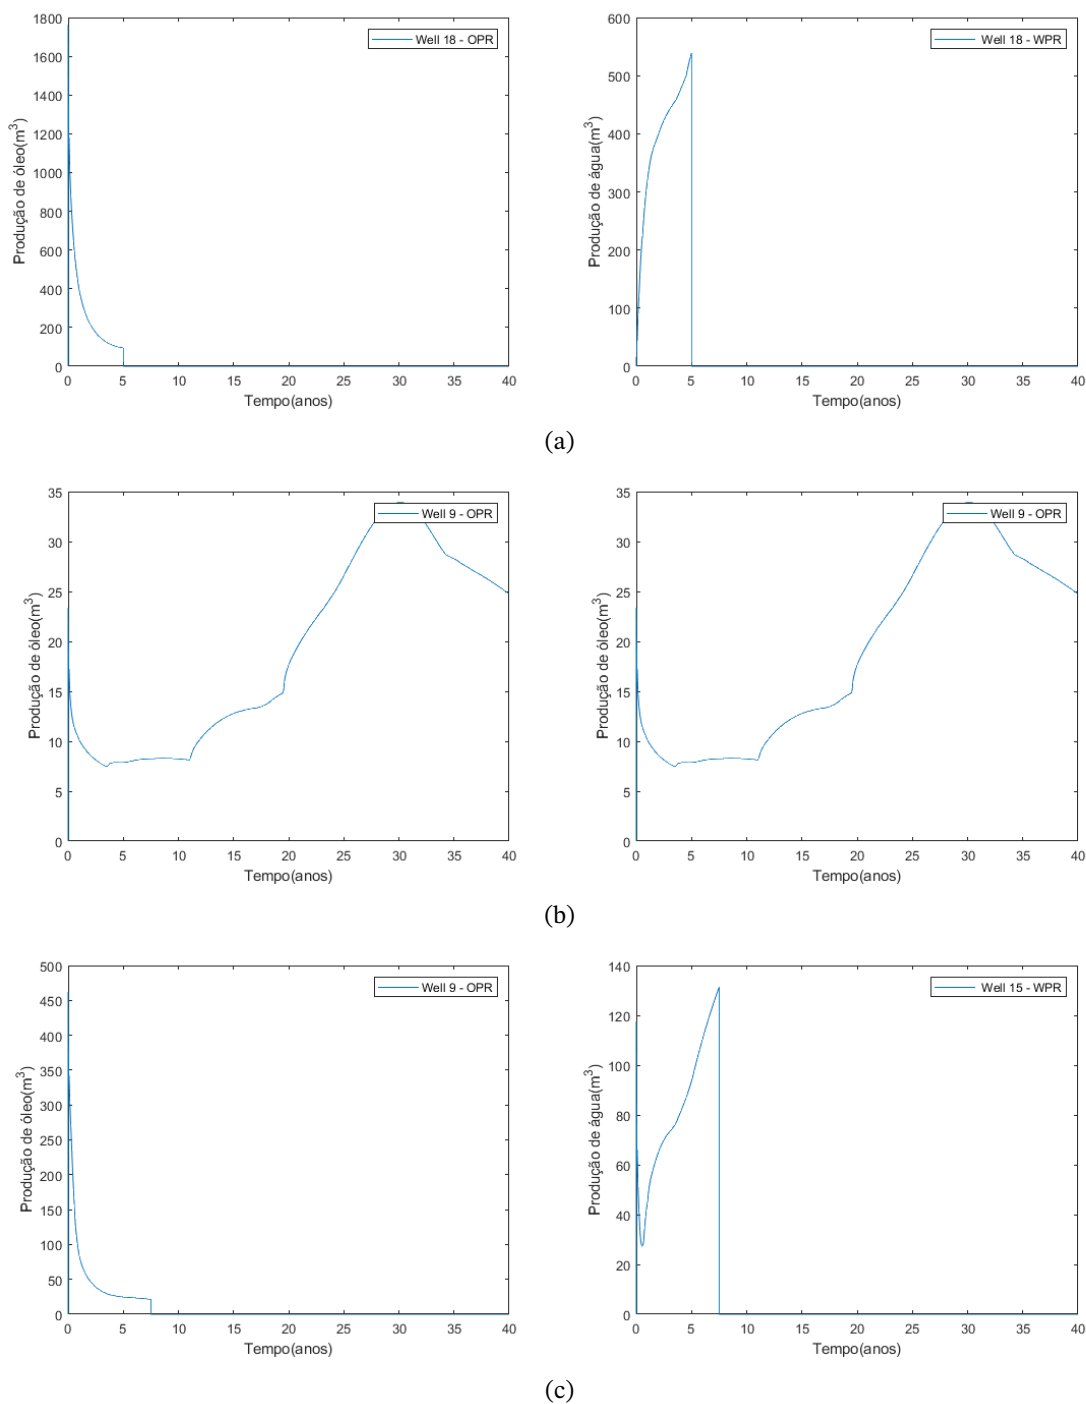 1800
1600
1400
1200
1000
800
600
400
200
0
Produção de óleo(m³)
Well 18 - OPR
0 5 10 15 20 25 30 35 40
Tempo(anos)
600
500
400
300
200
100
0
Produção de água(m³)
Well 18 - WPR
0 5 10 15 20 25 30 35 40
Tempo(anos)
(a)
35
30
25
20
15
10
5
0
Produção de óleo(m³)
Well 9 - OPR
0 5 10 15 20 25 30 35 40
Tempo(anos)
35
30
25
20
15
10
5
0
Produção de óleo(m³)
Well 9 - OPR
0 5 10 15 20 25 30 35 40
Tempo(anos)
(b)
500
450
400
350
300
250
200
150
100
50
0
Produção de óleo(m³)
Well 9 - OPR
0 5 10 15 20 25 30 35 40
Tempo(anos)
140
120
100
80
60
40
20
0
Produção de água(m³)
Well 15 - WPR
0 5 10 15 20 25 30 35 40
Tempo(anos)
(c)